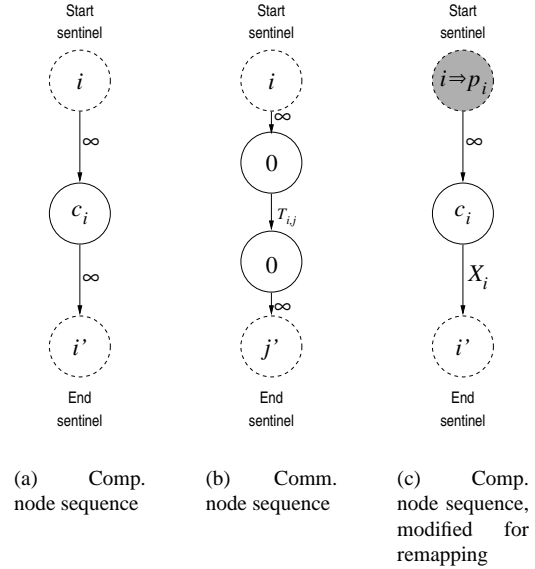 Start
sentinel
i
∞
c_i
∞
i'
End
sentinel
(a) Comp.
node sequence
Start
sentinel
i
∞
0
T_{i,j}
0
∞
j'
End
sentinel
(b) Comm.
node sequence
Start
sentinel
i⇒p_i
∞
c_i
X_i
i'
End
sentinel
(c) Comp.
node sequence,
modified for
remapping